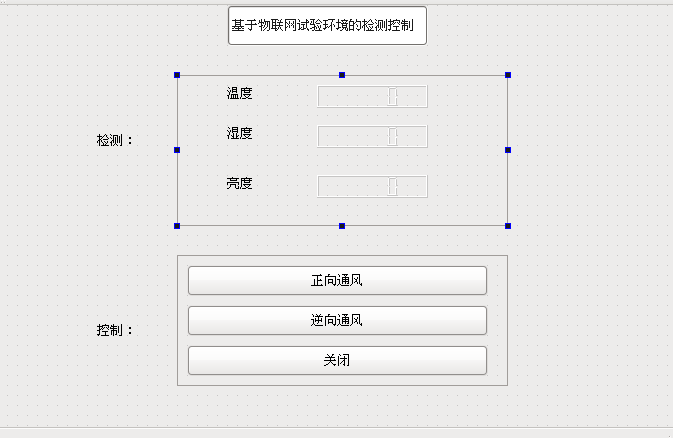 基于物联网试验环境的检测控制
温度
湿度
检测：
亮度
正向通风
逆向通风
控制：
关闭